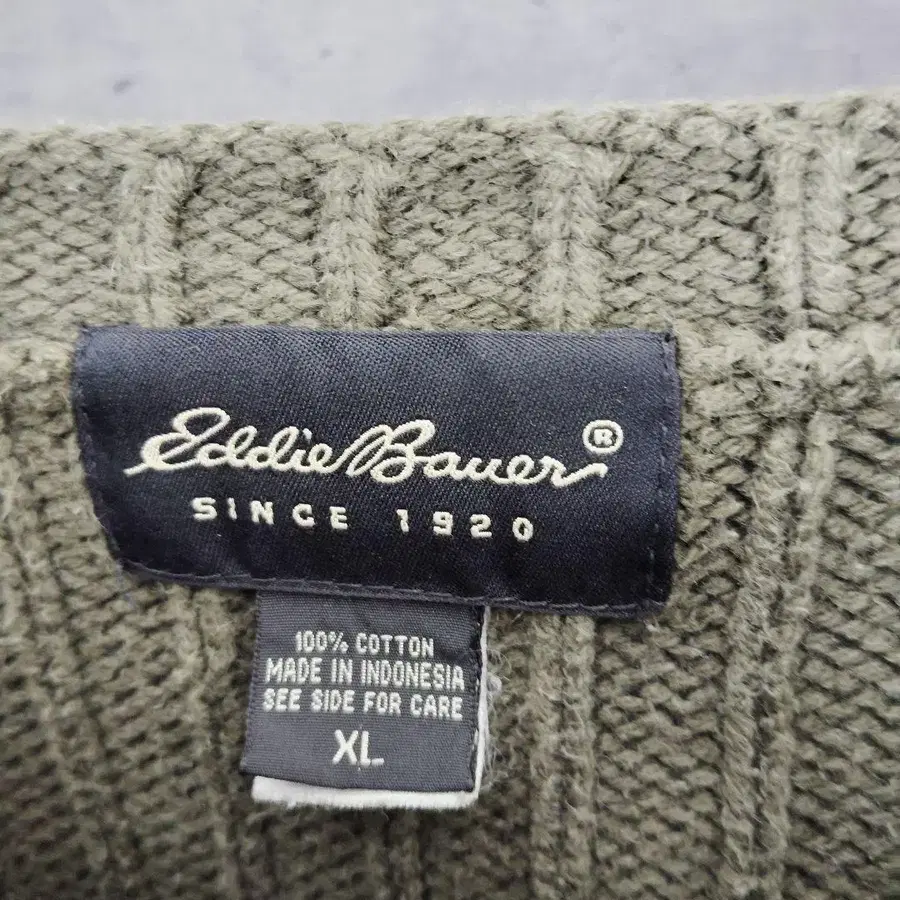 Eddie Bauer®
SINCE 1920
100% COTTON
MADE IN INDONESIA
SEE SIDE FOR CARE
XL